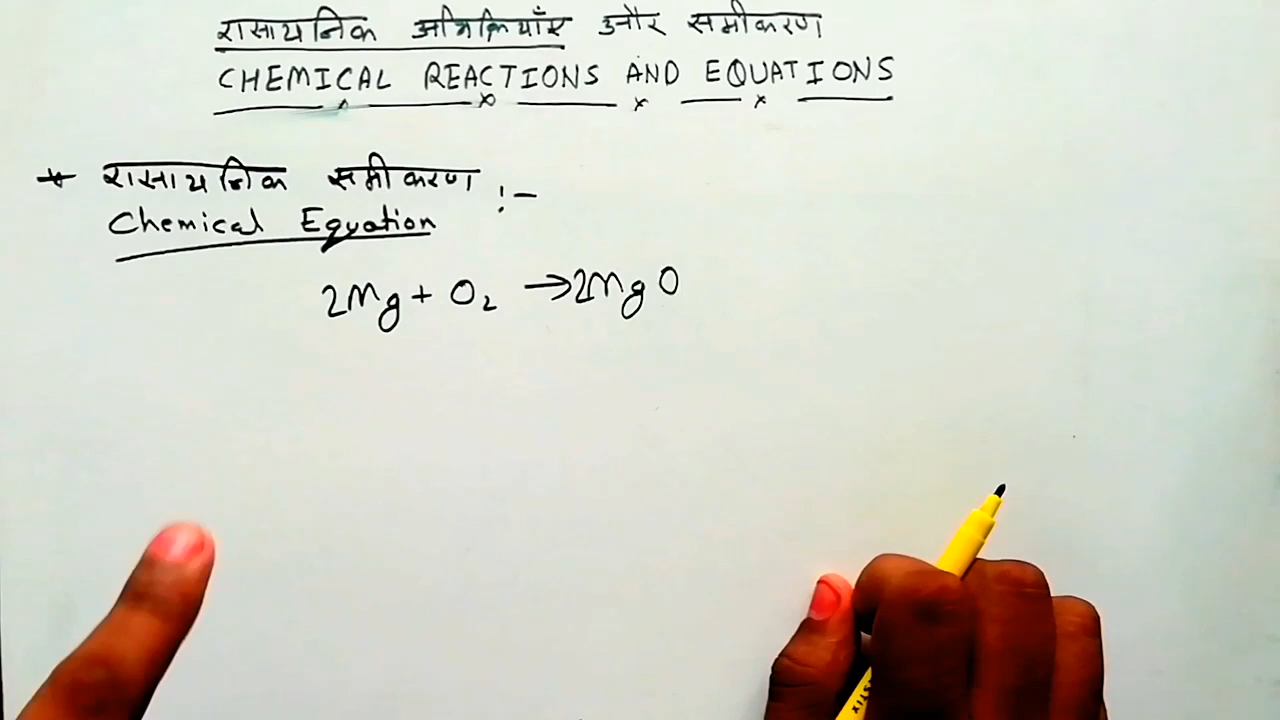 रासायनिक अभिक्रियाँए और समीकरण
CHEMICAL REACTIONS AND EQUATIONS
* रासायनिक समीकरण :-
Chemical Equation
2Mg + O₂ → 2MgO